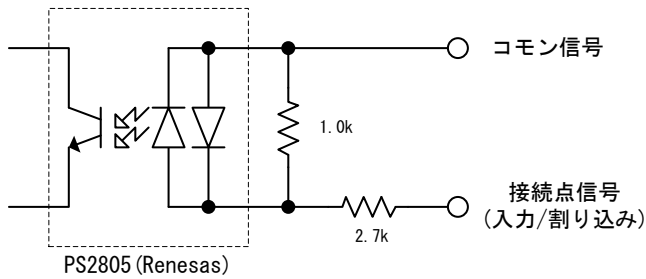 コモン信号
1.0k
接続点信号
(入力/割り込み)
2.7k
PS2805(Renesas)